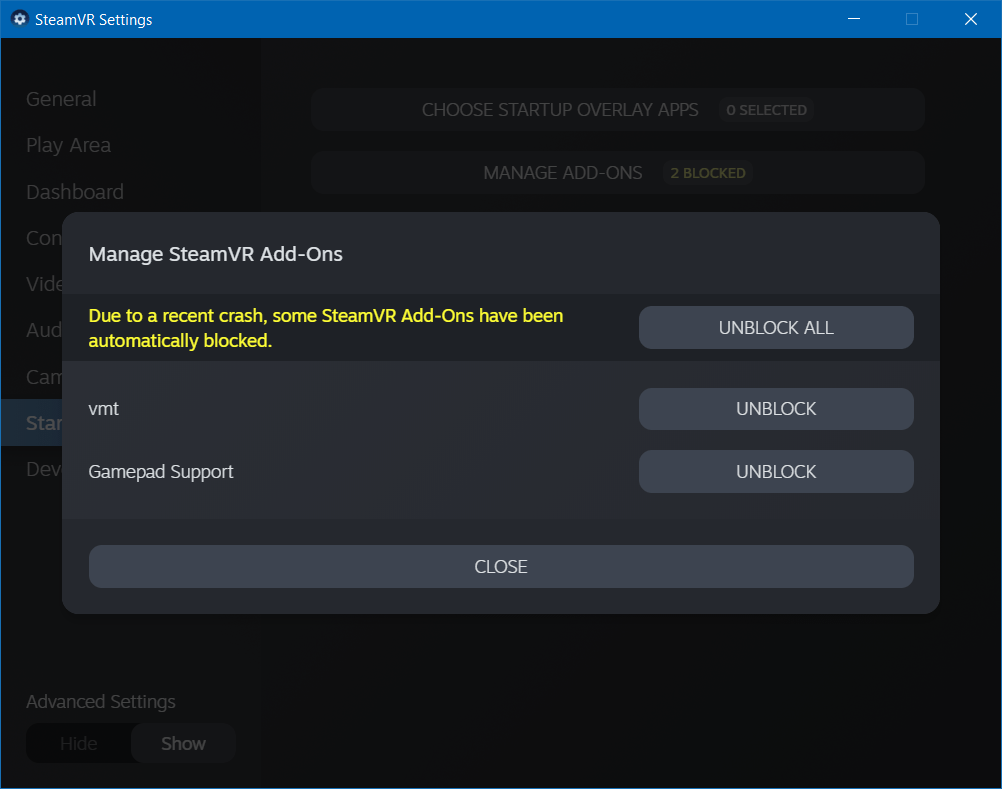 SteamVR Settings
General
Play Area
Dashboard
Con
Vide
Aud
Cam
Star
Deve
CHOOSE STARTUP OVERLAY APPS 0 SELECTED
MANAGE ADD-ONS 2 BLOCKED
Manage SteamVR Add-Ons
Due to a recent crash, some SteamVR Add-Ons have been
automatically blocked.
UNBLOCK ALL
vmt
UNBLOCK
Gamepad Support
UNBLOCK
CLOSE
Advanced Settings
Hide Show